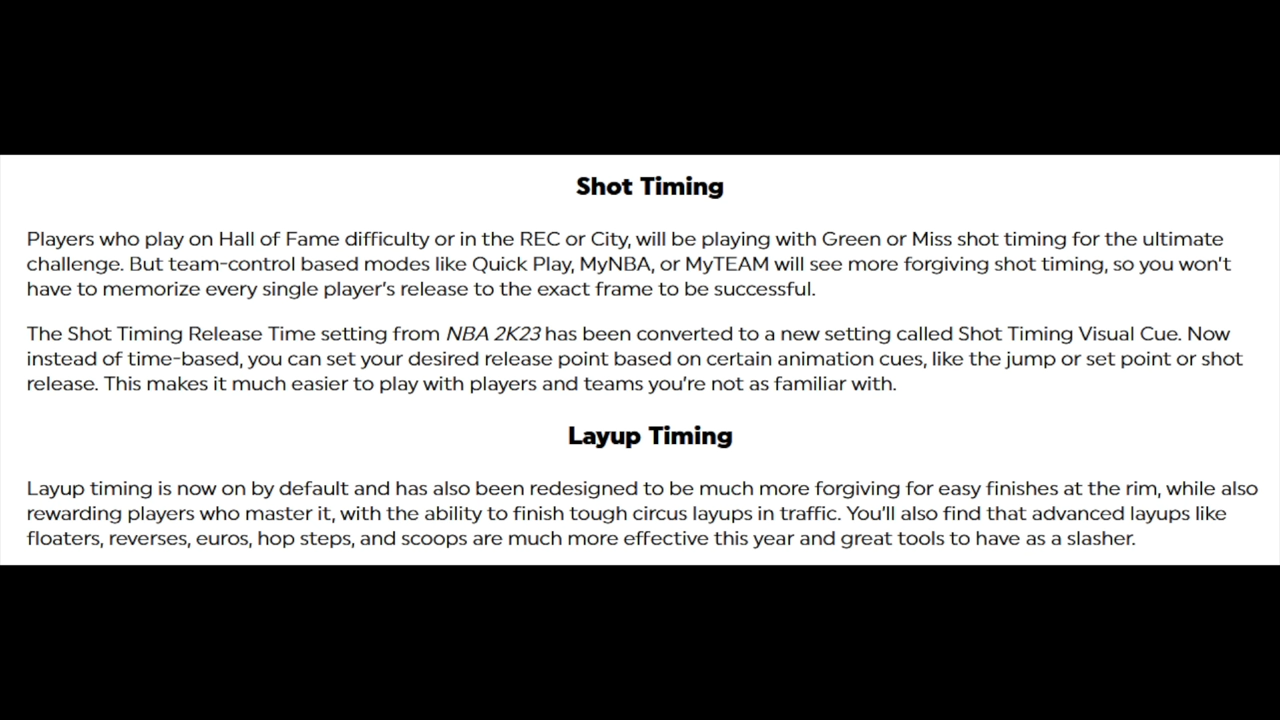 Shot Timing
Players who play on Hall of Fame difficulty or in the REC or City, will be playing with Green or Miss shot timing for the ultimate
challenge. But team-control based modes like Quick Play, MyNBA, or MyTEAM will see more forgiving shot timing, so you won't
have to memorize every single player's release to the exact frame to be successful.
The Shot Timing Release Time setting from NBA 2K23 has been converted to a new setting called Shot Timing Visual Cue. Now
instead of time-based, you can set your desired release point based on certain animation cues, like the jump or set point or shot
release. This makes it much easier to play with players and teams you're not as familiar with.
Layup Timing
Layup timing is now on by default and has also been redesigned to be much more forgiving for easy finishes at the rim, while also
rewarding players who master it, with the ability to finish tough circus layups in traffic. You'll also find that advanced layups like
floaters, reverses, euros, hop steps, and scoops are much more effective this year and great tools to have as a slasher.